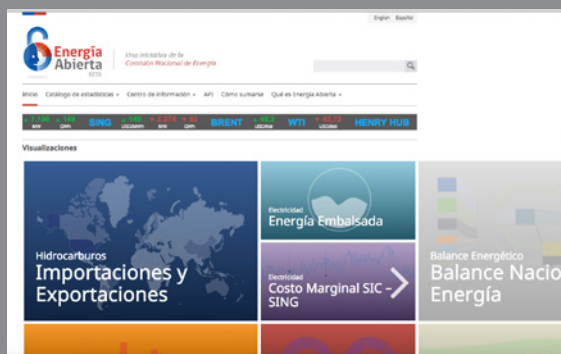 English Español
Energía
Abierta
BETA
Una iniciativa de la
Comisión Nacional de Energía
Inicio Catálogo de estadísticas Centro de información API Cómo sumarse Qué es Energía Abierta
SING BRENT WTI HENRY HUB
Visualizaciones
Hidrocarburos
Importaciones y
Exportaciones
Electricidad
Energía Embalsada
Electricidad
Costo Marginal SIC –
SING
Balance Energético
Balance Nacio
Energía